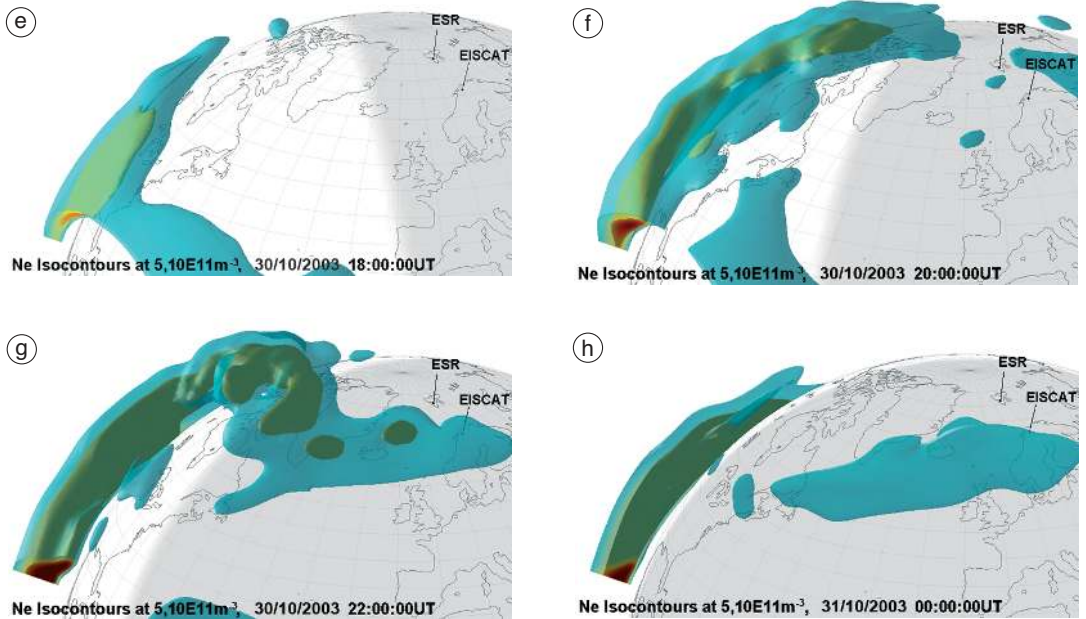 e
ESR
EISCAT
Ne Isocontours at 5,10E11m-3, 30/10/2003 18:00:00UT
f
ESR
EISCAT
Ne Isocontours at 5,10E11m-3, 30/10/2003 20:00:00UT
g
ESR
EISCAT
Ne Isocontours at 5,10E11m-3, 30/10/2003 22:00:00UT
h
ESR
EISCAT
Ne Isocontours at 5,10E11m-3, 31/10/2003 00:00:00UT